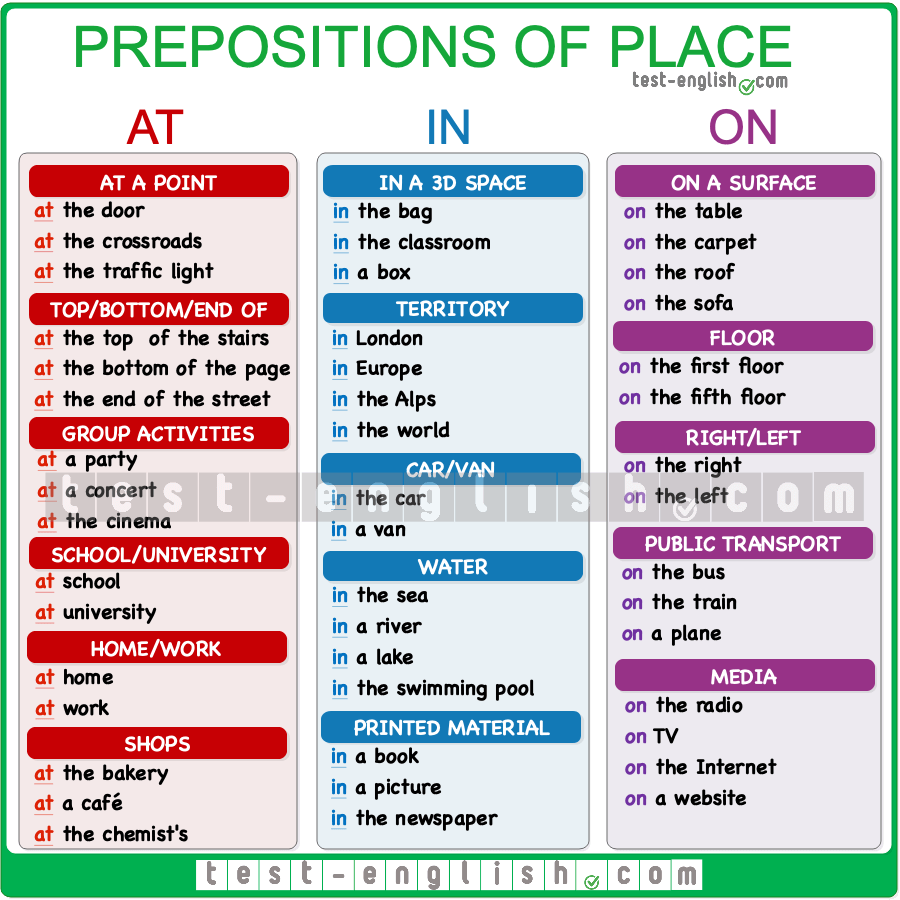 PREPOSITIONS OF PLACE
test-english.com
AT
AT A POINT
at the door
at the crossroads
at the traffic light
TOP/BOTTOM/END OF
at the top of the stairs
at the bottom of the page
at the end of the street
GROUP ACTIVITIES
at a party
at a concert
at the cinema
SCHOOL/UNIVERSITY
at school
at university
HOME/WORK
at home
at work
SHOPS
at the bakery
at a café
at the chemist's
IN
IN A 3D SPACE
in the bag
in the classroom
in a box
TERRITORY
in London
in Europe
in the Alps
in the world
CAR/VAN
in the car
in a van
WATER
in the sea
in a river
in a lake
in the swimming pool
PRINTED MATERIAL
in a book
in a picture
in the newspaper
ON
ON A SURFACE
on the table
on the carpet
on the roof
on the sofa
FLOOR
on the first floor
on the fifth floor
RIGHT/LEFT
on the right
on the left
PUBLIC TRANSPORT
on the bus
on the train
on a plane
MEDIA
on the radio
on TV
on the Internet
on a website
test-english.com
test-english.com